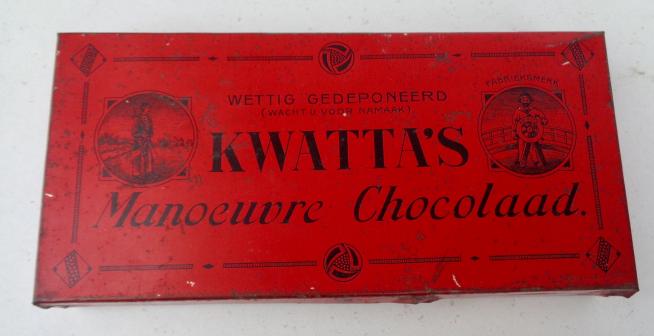 WETTIG GEDEPONEERD
(WACHT U VOOR NAMAAK)
FABRIEKSMERK
KWATTA'S
Manoeuvre Chocolaad.